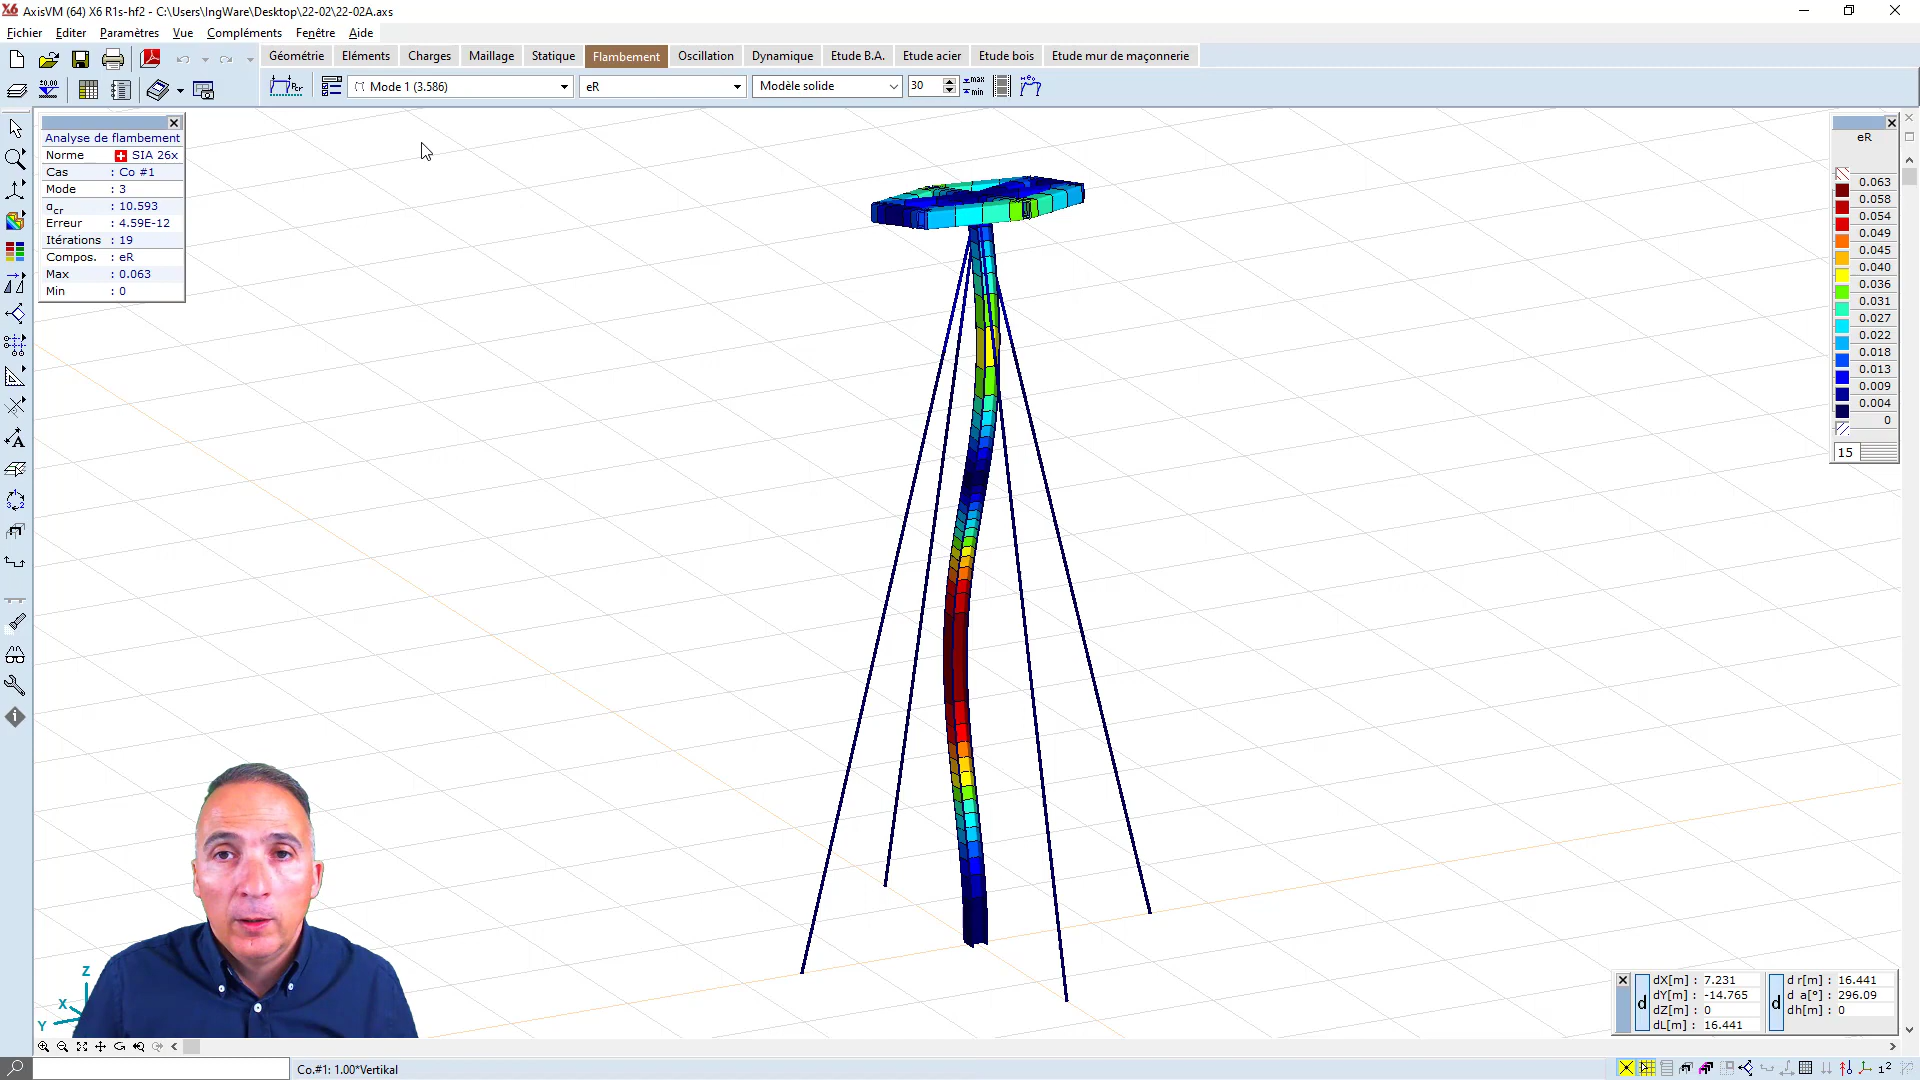 AxisVM (64) X6 R1s-hf2 - C:\Users\IngWare\Desktop\22-02\22-02A.axs
Fichier Editer Paramètres Vue Compléments Fenêtre Aide
Géométrie Eléments Charges Maillage Statique Flambement Oscillation Dynamique Etude B.A. Etude acier Etude bois Etude mur de maçonnerie
Mode 1 (3.586) eR Modèle solide 30
Analyse de flambement
Norme SIA 26x
Cas : Co #1
Mode : 3
αcr : 10.593
Erreur : 4.59E-12
Itérations : 19
Compos. : eR
Max : 0.063
Min : 0
eR
0.063
0.058
0.054
0.049
0.045
0.040
0.036
0.031
0.027
0.022
0.018
0.013
0.009
0.004
0
15
Z
X
Y
dX[m] : 7.231
dY[m] : -14.765
dZ[m] : 0
dL[m] : 16.441
d
d r[m] : 16.441
d a[°] : 296.09
dh[m] : 0
d
Co.#1: 1.00*Vertikal